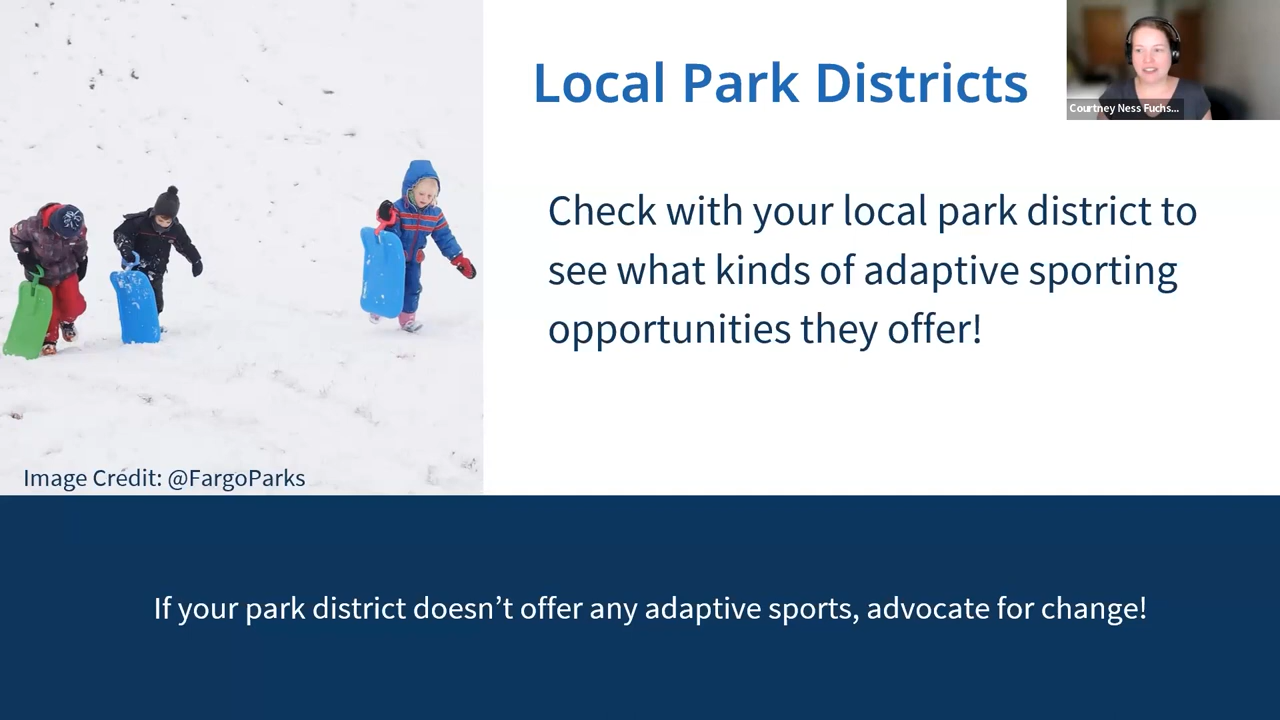 Local Park Districts
Courtney Ness Fuchs...
Check with your local park district to
see what kinds of adaptive sporting
opportunities they offer!
Image Credit: @FargoParks
If your park district doesn’t offer any adaptive sports, advocate for change!